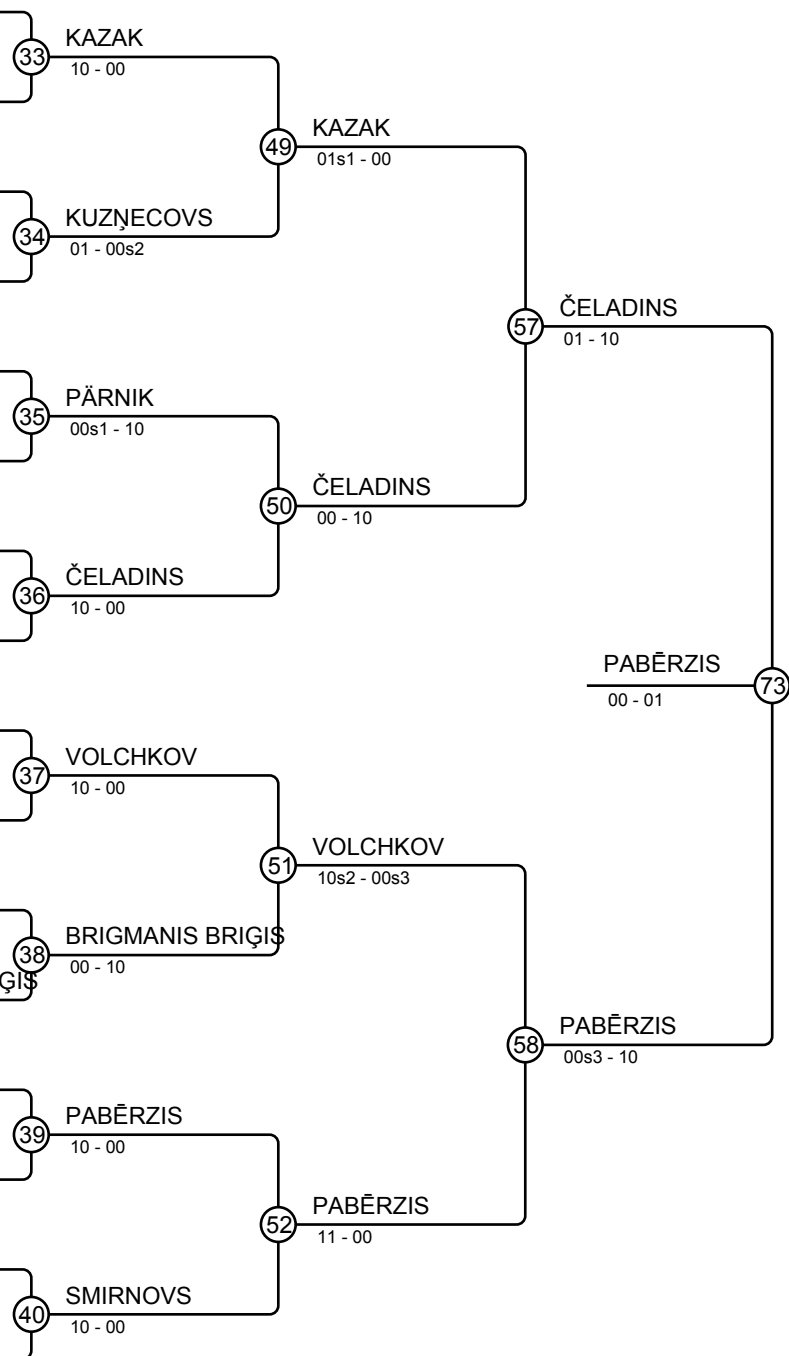 33
KAZAK
10 - 00
49
KAZAK
01s1 - 00
34
KUZŅECOVS
01 - 00s2
57
ČELADINS
01 - 10
35
PÄRNIK
00s1 - 10
50
ČELADINS
00 - 10
36
ČELADINS
10 - 00
PABĒRZIS
73
00 - 01
37
VOLCHKOV
10 - 00
51
VOLCHKOV
10s2 - 00s3
38
BRIGMANIS BRIĢIS
00 - 10
ĢIS
58
PABĒRZIS
00s3 - 10
39
PABĒRZIS
10 - 00
52
PABĒRZIS
11 - 00
40
SMIRNOVS
10 - 00